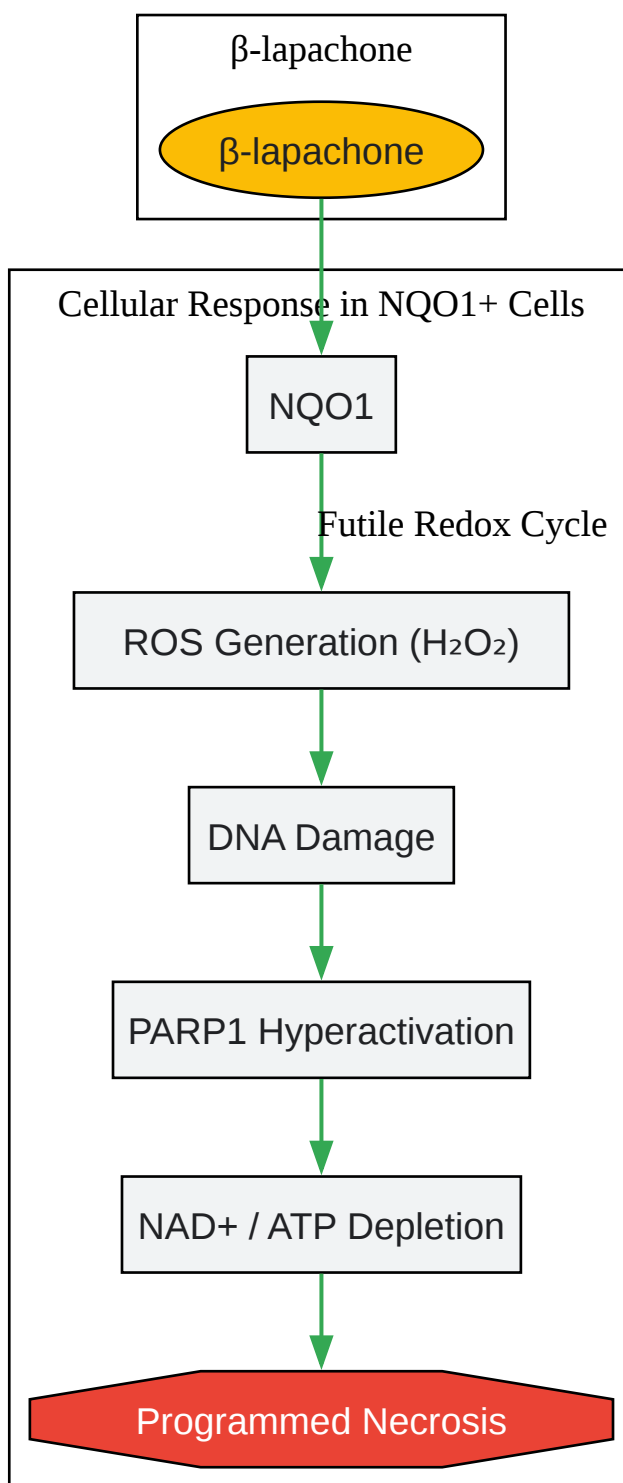 β-lapachone
β-lapachone
Cellular Response in NQO1+ Cells
NQO1
Futile Redox Cycle
ROS Generation (H₂O₂)
DNA Damage
PARP1 Hyperactivation
NAD+ / ATP Depletion
Programmed Necrosis